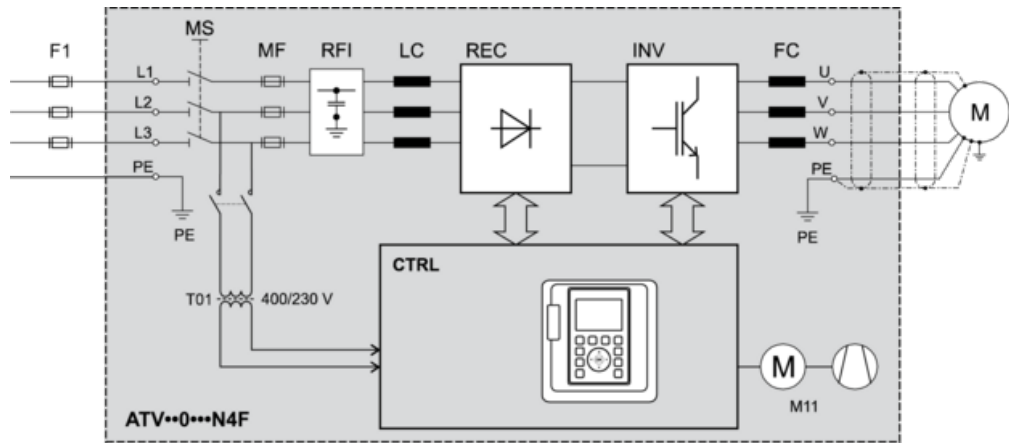 MS
F1 MF RFI LC REC INV FC
L1 U
L2 V
L3 W
M
PE PE
PE PE
CTRL
T01 400/230 V
M
M11
ATV••0•••N4F